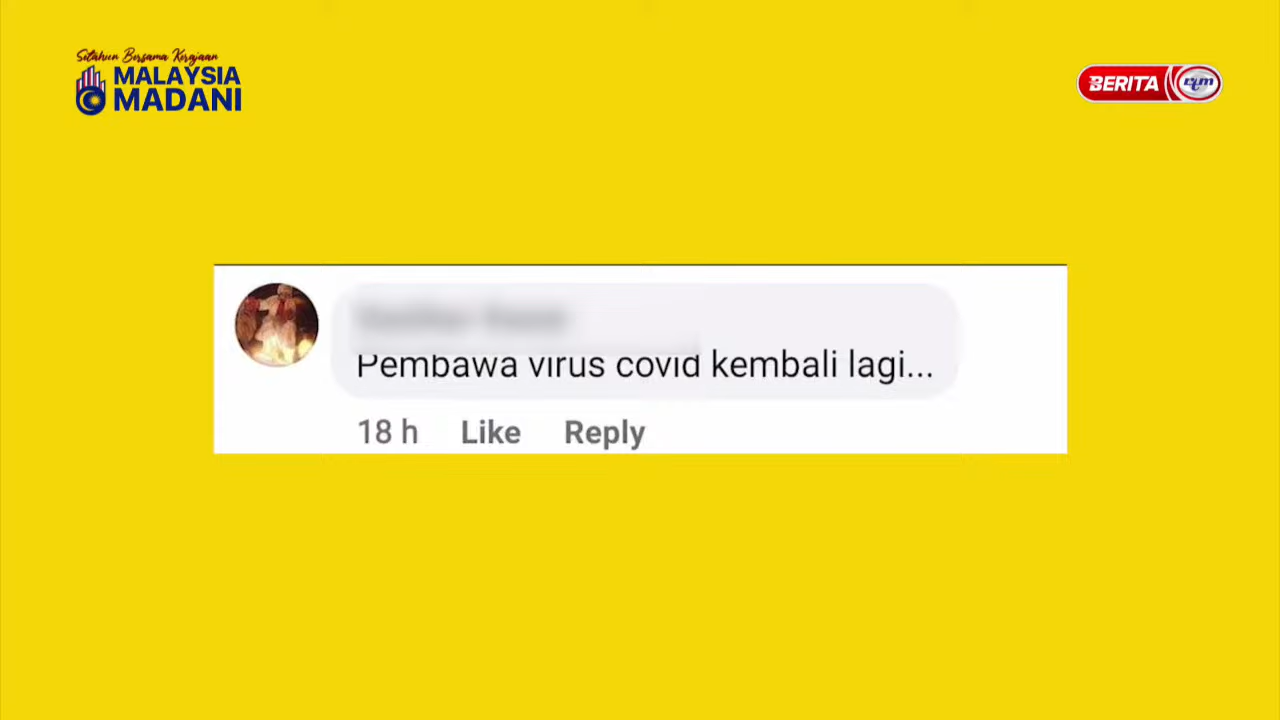 Setahun Bersama Kerajaan
MALAYSIA
MADANI
BERITA rtm
Pembawa virus covid kembali lagi...
18 h Like Reply